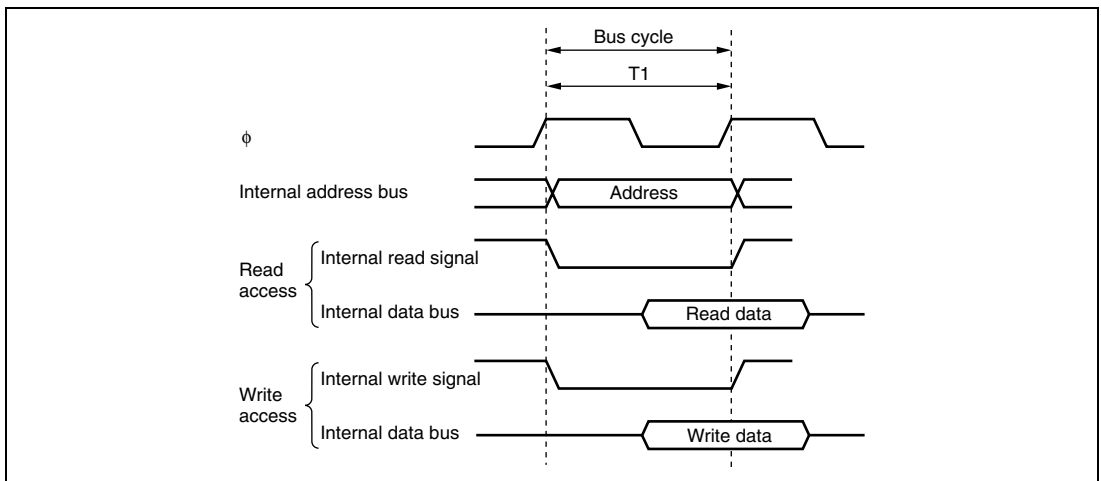 Bus cycle
T1
φ
Internal address bus
Address
Read
access
Internal read signal
Internal data bus
Read data
Write
access
Internal write signal
Internal data bus
Write data